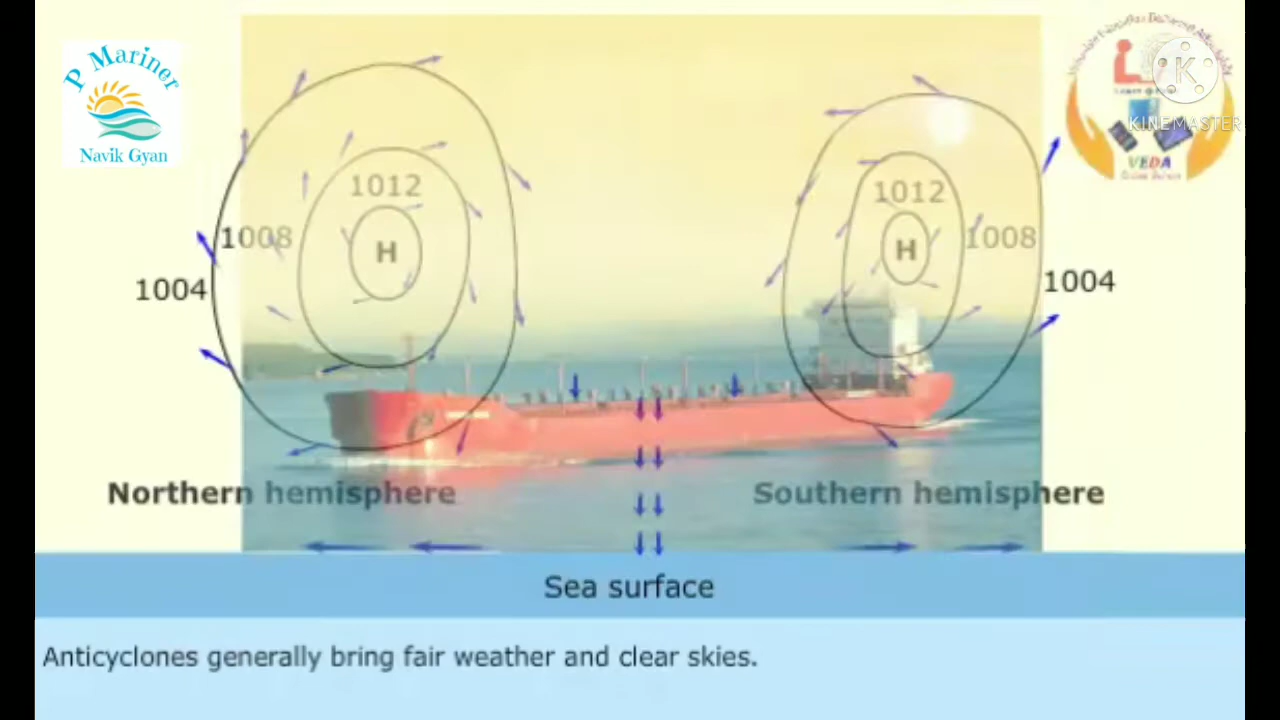 P Mariner
Navik Gyan
KINEMASTER
VEDA
1012
1008
H
1004
1012
1008
H
1004
Northern hemisphere
Southern hemisphere
Sea surface
Anticyclones generally bring fair weather and clear skies.